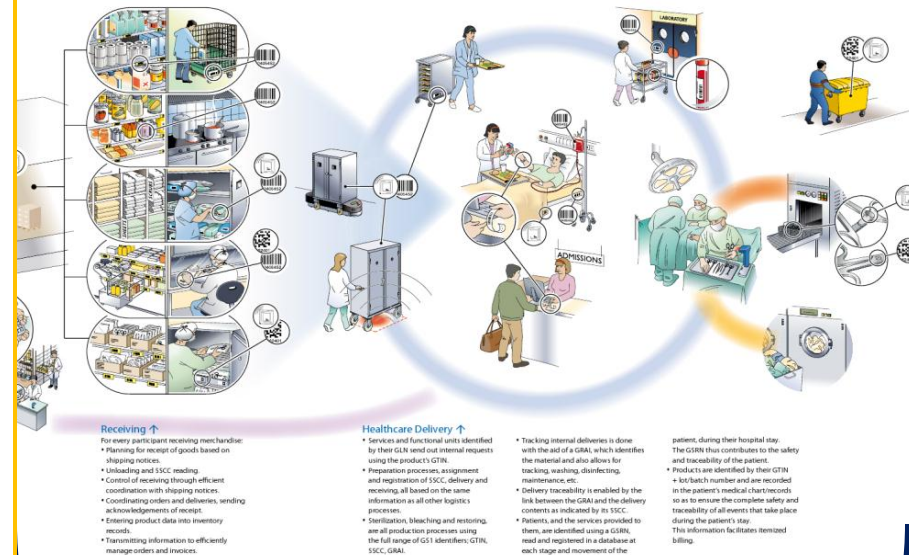 LABORATORY
ADMISSIONS
Receiving ↑
For every participant receiving merchandise:
• Planning for receipt of goods based on
shipping notices.
• Unloading and SSCC reading.
• Control of receiving through efficient
coordination with shipping notices.
• Coordinating orders and deliveries, sending
acknowledgements of receipt.
• Entering product data into inventory
records.
• Transmitting information to efficiently
manage orders and invoices.
Healthcare Delivery ↑
• Services and functional units identified
by their GLN send out internal requests
using the product's GTIN.
• Preparation processes, assignment
and registration of SSCC, delivery and
receiving, all based on the same
information as all other logistics
processes.
• Sterilization, bleaching and restoring,
are all production processes using
the full range of GS1 identifiers; GTIN,
SSCC, GRAI.
• Tracking internal deliveries is done
with the aid of a GRAI, which identifies
the material and also allows for
tracking, washing, disinfecting,
maintenance, etc.
• Delivery traceability is enabled by the
link between the GRAI and the delivery
contents as indicated by its SSCC.
• Patients, and the services provided to
them, are identified using a GSRN,
read and registered in a database at
each stage and movement of the
patient, during their hospital stay.
The GSRN thus contributes to the safety
and traceability of the patient.
• Products are identified by their GTIN
+ lot/batch number and are recorded
in the patient's medical chart/records
so as to ensure the complete safety and
traceability of all events that take place
during the patient's stay.
This information facilitates itemized
billing.